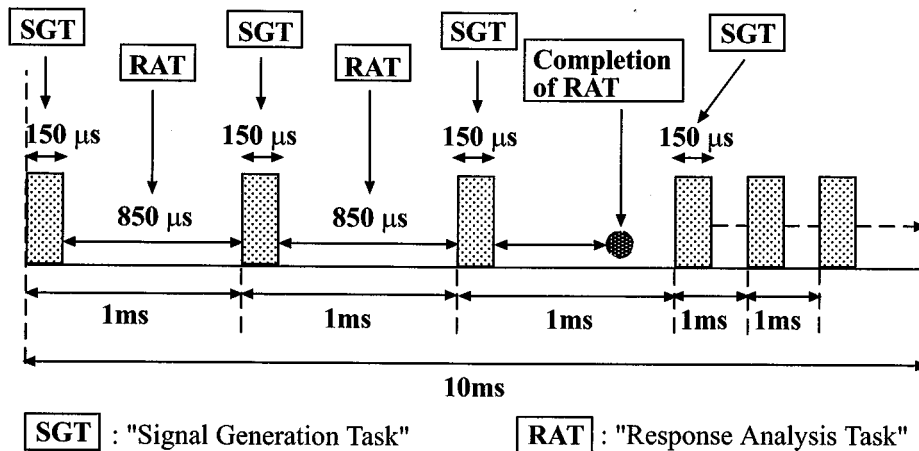 SGT SGT SGT SGT
RAT RAT Completion
of RAT
150 μs 150 μs 150 μs 150 μs
850 μs 850 μs
1ms 1ms 1ms 1ms 1ms
10ms
SGT : "Signal Generation Task" RAT : "Response Analysis Task"